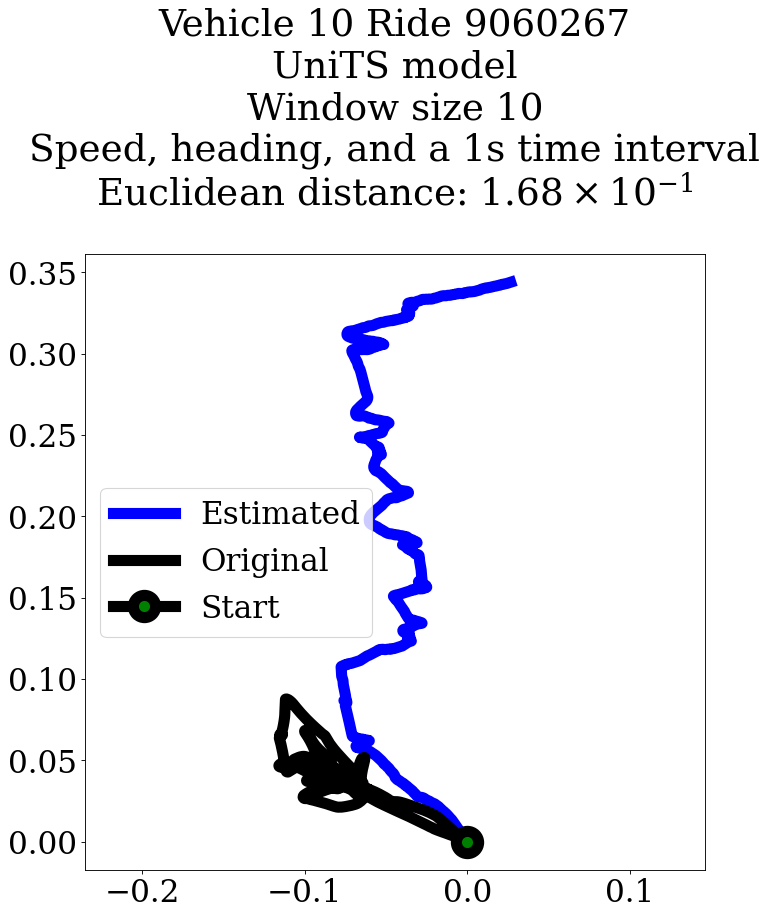 Vehicle 10 Ride 9060267
UniTS model
Window size 10
Speed, heading, and a 1s time interval
Euclidean distance: 1.68 × 10⁻¹
0.35
0.30
0.25
0.20
0.15
0.10
0.05
0.00
Estimated
Original
Start
−0.2
−0.1
0.0
0.1